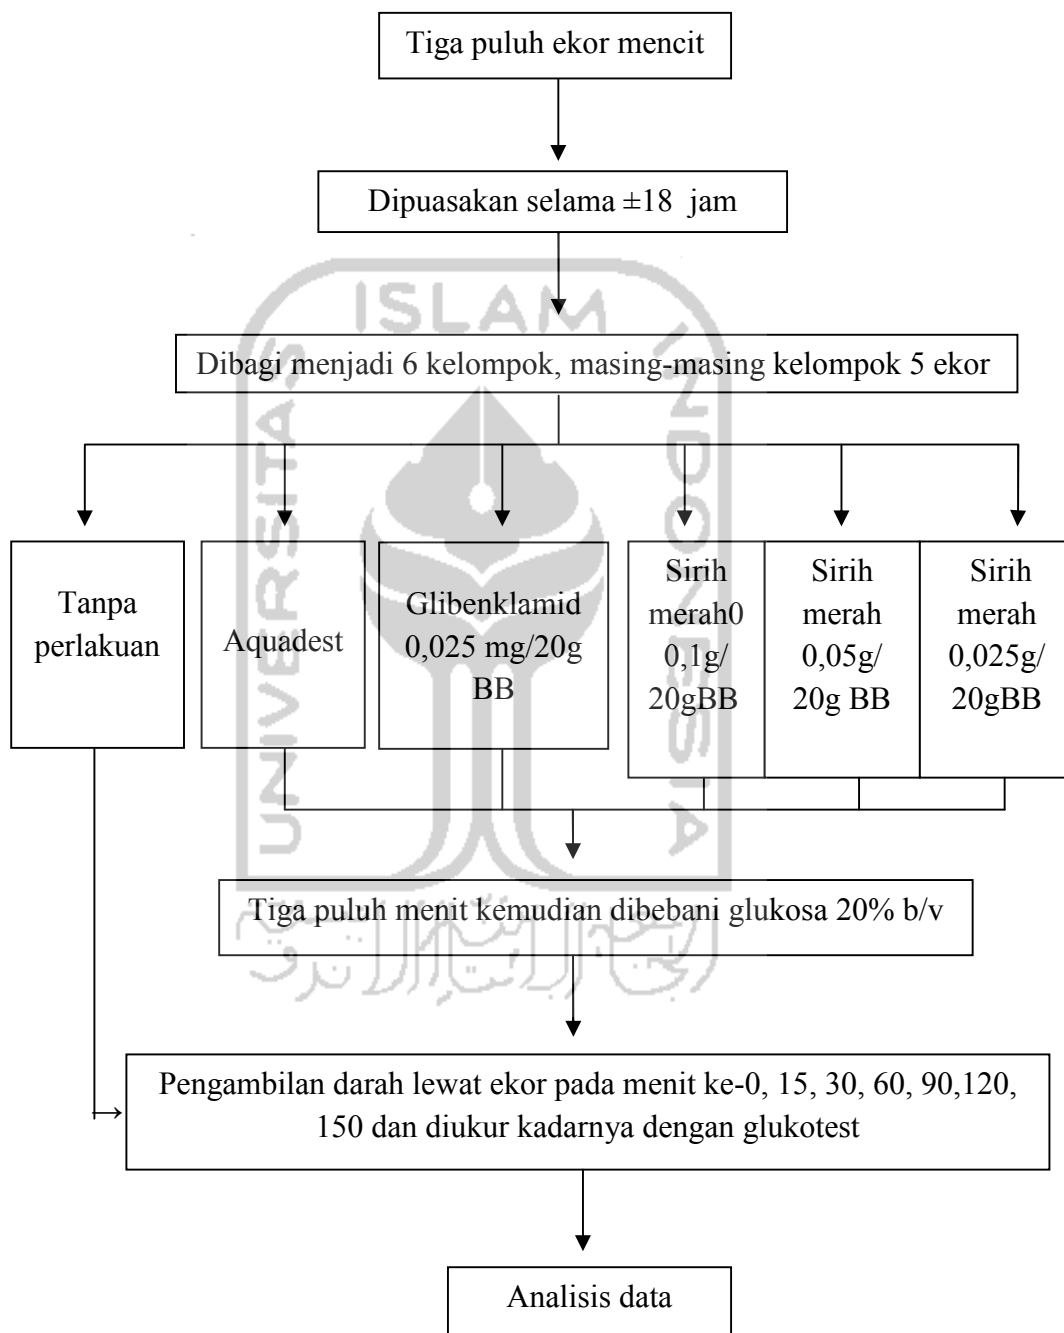 Tiga puluh ekor mencit
Dipuasakan selama ±18 jam
ISLAM
UNIVERSITAS
INDONESIA
Dibagi menjadi 6 kelompok, masing-masing kelompok 5 ekor
Tanpa
perlakuan
Aquadest
Glibenklamid
0,025 mg/20g
BB
Sirih
merah0
0,1g/
20gBB
Sirih
merah
0,05g/
20g BB
Sirih
merah
0,025g/
20gBB
Tiga puluh menit kemudian dibebani glukosa 20% b/v
Pengambilan darah lewat ekor pada menit ke-0, 15, 30, 60, 90,120,
150 dan diukur kadarnya dengan glukotest
Analisis data